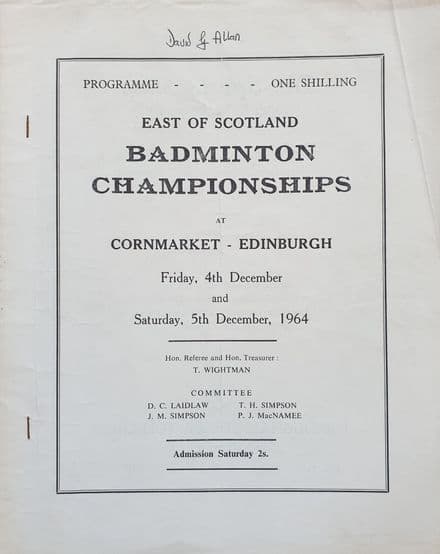 David G Allan
PROGRAMME - - - - ONE SHILLING
EAST OF SCOTLAND
BADMINTON
CHAMPIONSHIPS
AT
CORNMARKET - EDINBURGH
Friday, 4th December
and
Saturday, 5th December, 1964
Hon. Referee and Hon. Treasurer:
T. WIGHTMAN
COMMITTEE
D. C. LAIDLAW T. H. SIMPSON
J. M. SIMPSON P. J. MacNAMEE
Admission Saturday 2s.